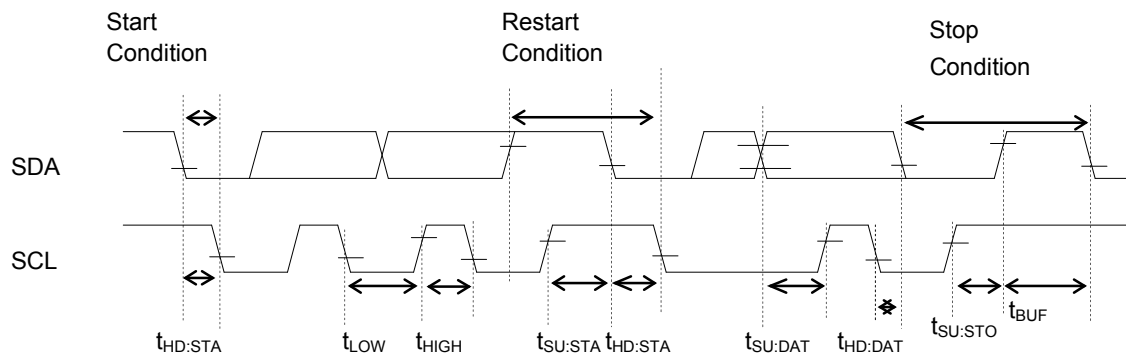 Start
Condition
Restart
Condition
Stop
Condition
SDA
SCL
tHD:STA
tLOW
tHIGH
tSU:STA
tHD:STA
tSU:DAT
tHD:DAT
tSU:STO
tBUF